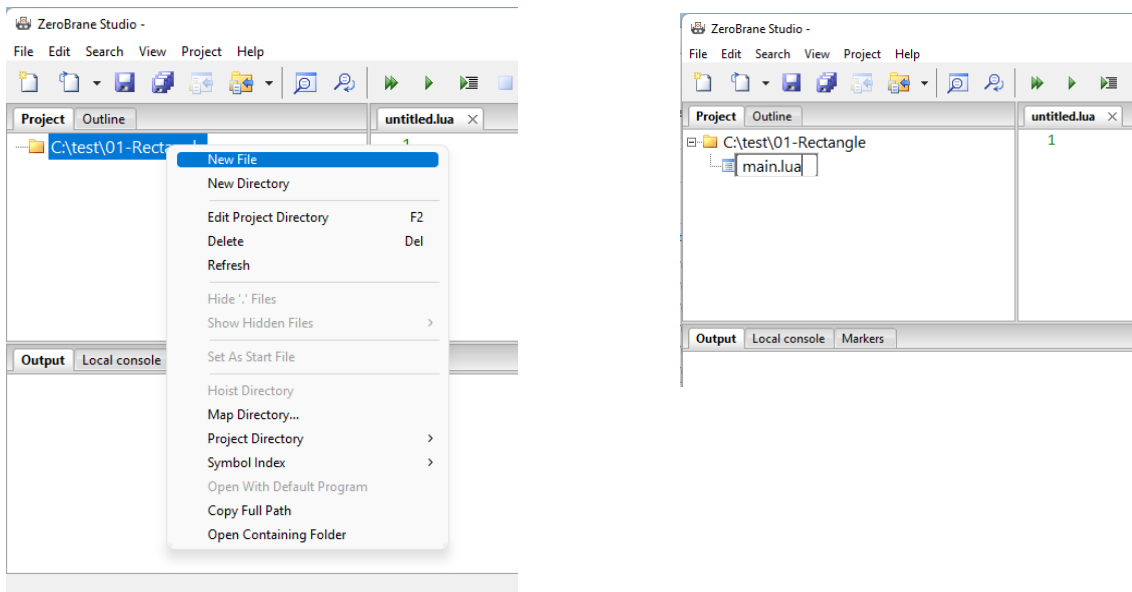 ZeroBrane Studio -
File Edit Search View Project Help
Project Outline
untitled.lua
C:\test\01-Rectangle
1
New File
New Directory
Edit Project Directory F2
Delete Del
Refresh
Hide '.' Files
Show Hidden Files
Set As Start File
Hoist Directory
Map Directory...
Project Directory
Symbol Index
Open With Default Program
Copy Full Path
Open Containing Folder
Output Local console
ZeroBrane Studio -
File Edit Search View Project Help
Project Outline
untitled.lua
C:\test\01-Rectangle
1
main.lua
Output Local console Markers